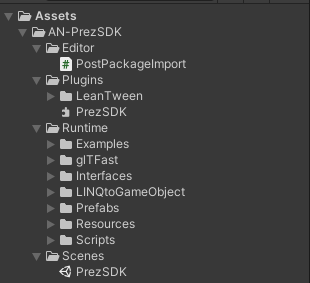 Assets
AN-PrezSDK
Editor
PostPackageImport
Plugins
LeanTween
PrezSDK
Runtime
Examples
glTFast
Interfaces
LINQtoGameObject
Prefabs
Resources
Scripts
Scenes
PrezSDK